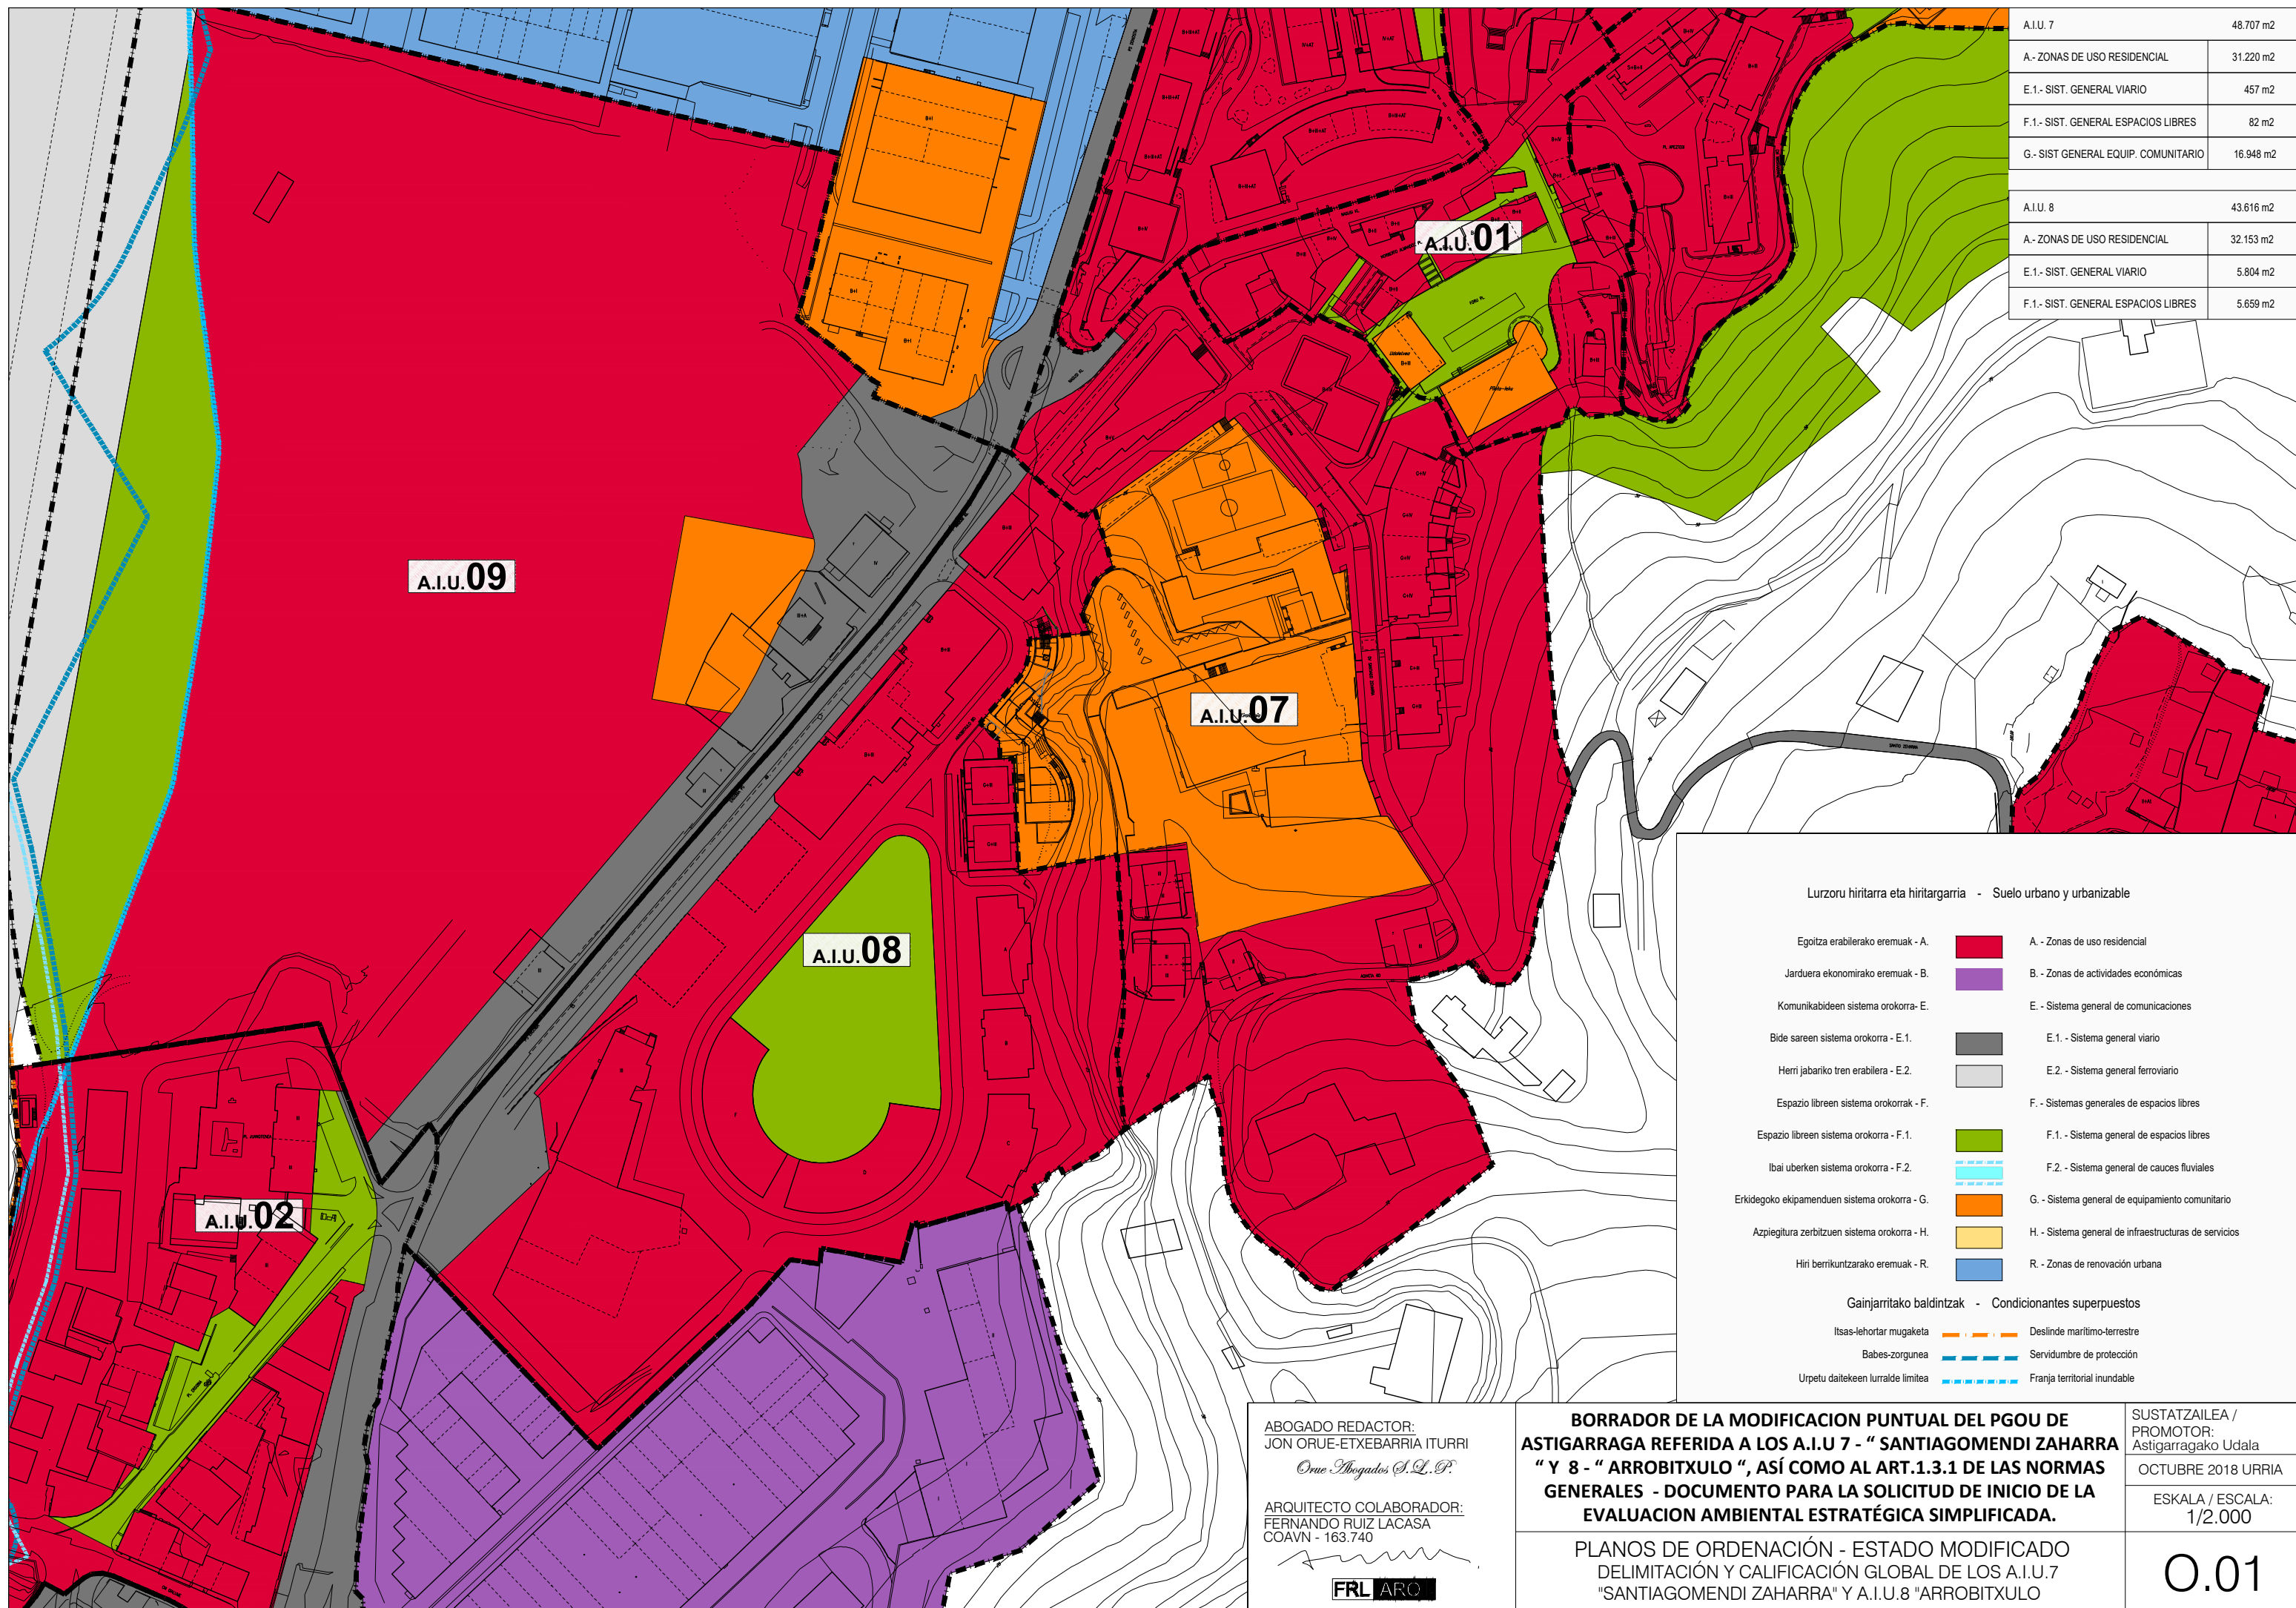 A.I.U. 7 48.707 m2
A.- ZONAS DE USO RESIDENCIAL 31.220 m2
E.1.- SIST. GENERAL VIARIO 457 m2
F.1.- SIST. GENERAL ESPACIOS LIBRES 82 m2
G.- SIST GENERAL EQUIP. COMUNITARIO 16.948 m2
A.I.U. 8 43.616 m2
A.- ZONAS DE USO RESIDENCIAL 32.153 m2
E.1.- SIST. GENERAL VIARIO 5.804 m2
F.1.- SIST. GENERAL ESPACIOS LIBRES 5.659 m2
A.I.U.01
A.I.U.09
A.I.U.07
A.I.U.08
A.I.U.02
Lurzoru hiritarra eta hiritargarria - Suelo urbano y urbanizable
Egoitza erabilerako eremuak - A. A. - Zonas de uso residencial
Jarduera ekonomirako eremuak - B. B. - Zonas de actividades económicas
Komunikabideen sistema orokorra- E. E. - Sistema general de comunicaciones
Bide sareen sistema orokorra - E.1. E.1. - Sistema general viario
Herri jabariko tren erabilera - E.2. E.2. - Sistema general ferroviario
Espazio libreen sistema orokorrak - F. F. - Sistemas generales de espacios libres
Espazio libreen sistema orokorra - F.1. F.1. - Sistema general de espacios libres
Ibai uberken sistema orokorra - F.2. F.2. - Sistema general de cauces fluviales
Erkidegoko ekipamenduen sistema orokorra - G. G. - Sistema general de equipamiento comunitario
Azpiegitura zerbitzuen sistema orokorra - H. H. - Sistema general de infraestructuras de servicios
Hiri berrikuntzarako eremuak - R. R. - Zonas de renovación urbana
Gainjarritako baldintzak - Condicionantes superpuestos
Itsas-lehortar mugaketa Deslinde marítimo-terrestre
Babes-zorgunea Servidumbre de protección
Urpetu daitekeen lurralde limitea Franja territorial inundable
ABOGADO REDACTOR:
JON ORUE-ETXEBARRIA ITURRI
Orue Abogados S.L.P.
ARQUITECTO COLABORADOR:
FERNANDO RUIZ LACASA
COAVN - 163.740
FRL ARQ
BORRADOR DE LA MODIFICACION PUNTUAL DEL PGOU DE
ASTIGARRAGA REFERIDA A LOS A.I.U 7 - “ SANTIAGOMENDI ZAHARRA
“ Y 8 - “ ARROBITXULO “, ASÍ COMO AL ART.1.3.1 DE LAS NORMAS
GENERALES - DOCUMENTO PARA LA SOLICITUD DE INICIO DE LA
EVALUACION AMBIENTAL ESTRATÉGICA SIMPLIFICADA.
PLANOS DE ORDENACIÓN - ESTADO MODIFICADO
DELIMITACIÓN Y CALIFICACIÓN GLOBAL DE LOS A.I.U.7
"SANTIAGOMENDI ZAHARRA" Y A.I.U.8 "ARROBITXULO
SUSTATZAILEA /
PROMOTOR:
Astigarragako Udala
OCTUBRE 2018 URRIA
ESKALA / ESCALA:
1/2.000
O.01